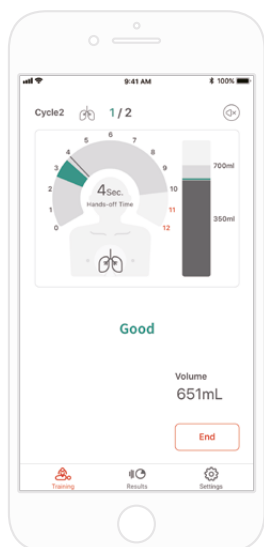 9:41 AM
100%
Cycle2 1 / 2
6
5 7
4 8
3 9
2 10
1 11
0 12
4Sec.
Hands-off Time
700ml
350ml
Good
Volume
651mL
End
Training Results Settings